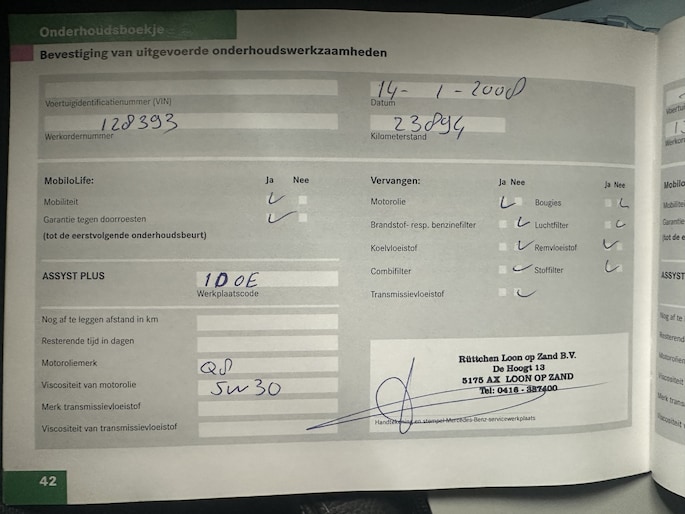 Onderhoudsboekje
Bevestiging van uitgevoerde onderhoudswerkzaamheden
Voertuigidentificatienummer (VIN)
14- 1 - 2008
Datum
128393
Werkordernummer
23894
Kilometerstand
MobiloLife: Ja Nee
Mobiliteit
Garantie tegen doorroesten
(tot de eerstvolgende onderhoudsbeurt)
Vervangen: Ja Nee Ja Nee
Motorolie Bougies
Brandstof- resp. benzinefilter Luchtfilter
Koelvloeistof Remvloeistof
Combifilter Stoffilter
Transmissievloeistof
ASSYST PLUS
1D0E
Werkplaatscode
Nog af te leggen afstand in km
Resterende tijd in dagen
Motoroliemerk Q8
Viscositeit van motorolie 5W30
Merk transmissievloeistof
Viscositeit van transmissievloeistof
Rüttchen Loon op Zand B.V.
De Hoogt 13
5175 AX LOON OP ZAND
Tel: 0416 - 357400
Handtekening en stempel Mercedes-Benz-servicewerkplaats
42